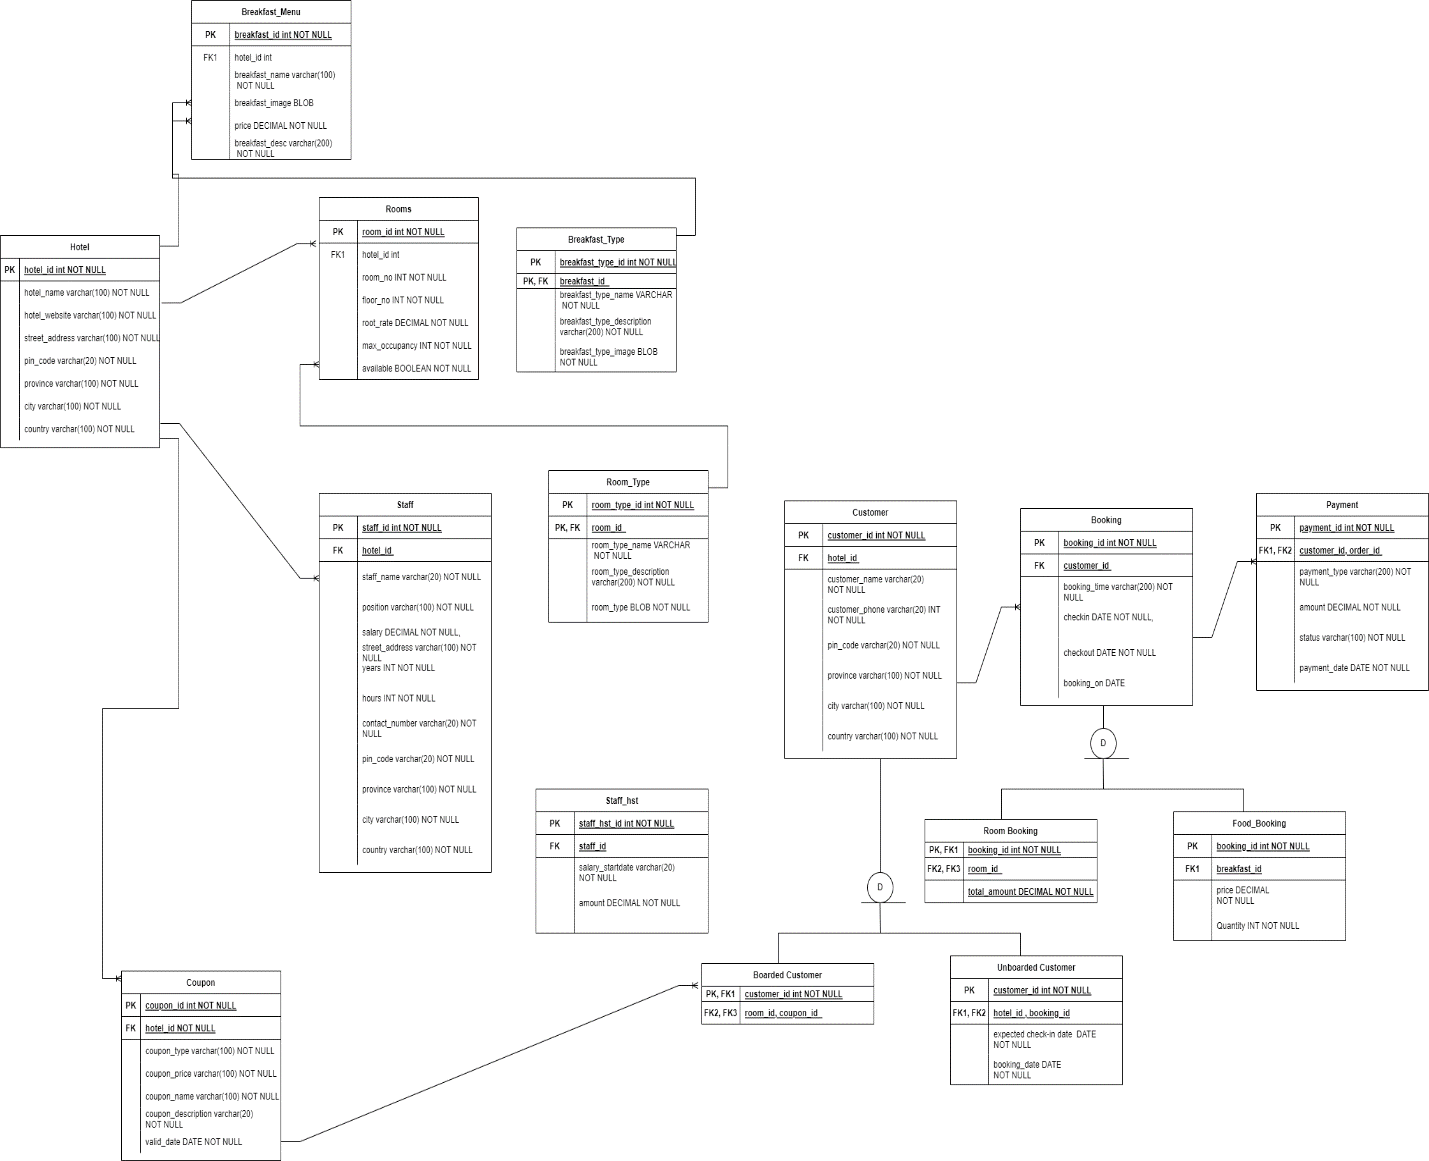 Breakfast_Menu
PK breakfast_id int NOT NULL
FK1 hotel_id int
breakfast_name varchar(100)
NOT NULL
breakfast_image BLOB
price DECIMAL NOT NULL
breakfast_desc varchar(200)
NOT NULL
Rooms
PK room_id int NOT NULL
FK1 hotel_id int
room_no INT NOT NULL
floor_no INT NOT NULL
root_rate DECIMAL NOT NULL
max_occupancy INT NOT NULL
available BOOLEAN NOT NULL
Breakfast_Type
PK breakfast_type_id int NOT NULL
PK, FK breakfast_id
breakfast_type_name VARCHAR
NOT NULL
breakfast_type_description
varchar(200) NOT NULL
breakfast_type_image BLOB
NOT NULL
Hotel
PK hotel_id int NOT NULL
hotel_name varchar(100) NOT NULL
hotel_website varchar(100) NOT NULL
street_address varchar(100) NOT NULL
pin_code varchar(20) NOT NULL
province varchar(100) NOT NULL
city varchar(100) NOT NULL
country varchar(100) NOT NULL
Staff
PK staff_id int NOT NULL
FK hotel_id
staff_name varchar(20) NOT NULL
position varchar(100) NOT NULL
salary DECIMAL NOT NULL,
street_address varchar(100) NOT
NULL
years INT NOT NULL
hours INT NOT NULL
contact_number varchar(20) NOT
NULL
pin_code varchar(20) NOT NULL
province varchar(100) NOT NULL
city varchar(100) NOT NULL
country varchar(100) NOT NULL
Room_Type
PK room_type_id int NOT NULL
PK, FK room_id
room_type_name VARCHAR
NOT NULL
room_type_description
varchar(200) NOT NULL
room_type BLOB NOT NULL
Customer
PK customer_id int NOT NULL
FK hotel_id
customer_name varchar(20)
NOT NULL
customer_phone varchar(20) INT
NOT NULL
pin_code varchar(20) NOT NULL
province varchar(100) NOT NULL
city varchar(100) NOT NULL
country varchar(100) NOT NULL
Booking
PK booking_id int NOT NULL
FK customer_id
booking_time varchar(200) NOT
NULL
checkin DATE NOT NULL,
checkout DATE NOT NULL
booking_on DATE
Payment
PK payment_id int NOT NULL
FK1, FK2 customer_id, order_id
payment_type varchar(200) NOT
NULL
amount DECIMAL NOT NULL
status varchar(100) NOT NULL
payment_date DATE NOT NULL
D
Staff_hst
PK staff_hst_id int NOT NULL
FK staff_id
salary_startdate varchar(20)
NOT NULL
amount DECIMAL NOT NULL
Room Booking
PK, FK1 booking_id int NOT NULL
FK2, FK3 room_id
total_amount DECIMAL NOT NULL
Food_Booking
PK booking_id int NOT NULL
FK1 breakfast_id
price DECIMAL
NOT NULL
Quantity INT NOT NULL
D
Coupon
PK coupon_id int NOT NULL
FK hotel_id NOT NULL
coupon_type varchar(100) NOT NULL
coupon_price varchar(100) NOT NULL
coupon_name varchar(100) NOT NULL
coupon_description varchar(20)
NOT NULL
valid_date DATE NOT NULL
Boarded Customer
PK, FK1 customer_id int NOT NULL
FK2, FK3 room_id, coupon_id
Unboarded Customer
PK customer_id int NOT NULL
FK1, FK2 hotel_id , booking_id
expected check-in date DATE
NOT NULL
booking_date DATE
NOT NULL